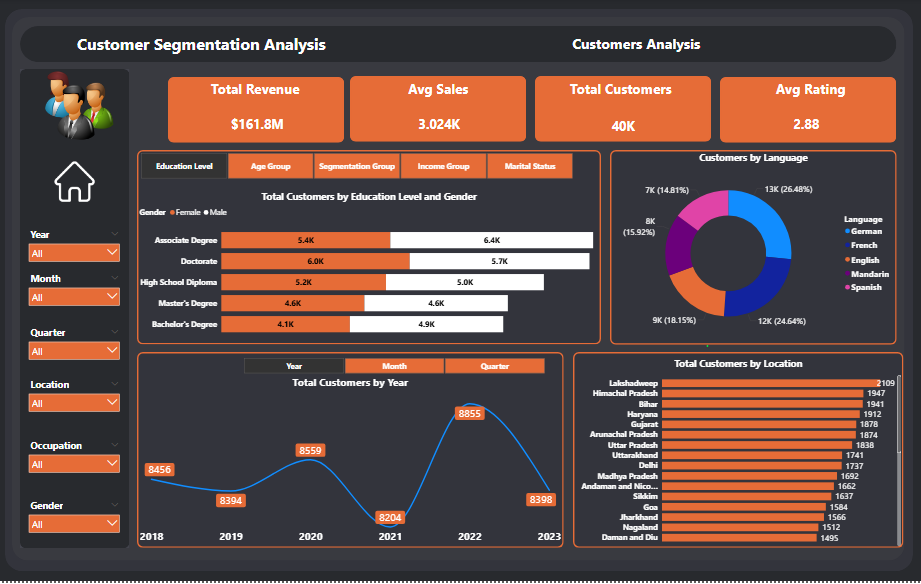 Customer Segmentation Analysis
Customers Analysis
Total Revenue
$161.8M
Avg Sales
3.024K
Total Customers
40K
Avg Rating
2.88
Year
All
Month
All
Quarter
All
Location
All
Occupation
All
Gender
All
Education Level
Age Group
Segmentation Group
Income Group
Marital Status
Total Customers by Education Level and Gender
Gender Female Male
Associate Degree 5.4K 6.4K
Doctorate 6.0K 5.7K
High School Diploma 5.2K 5.0K
Master's Degree 4.6K 4.6K
Bachelor's Degree 4.1K 4.9K
Customers by Language
7K (14.81%)
13K (26.48%)
8K
(15.92%)
9K (18.15%)
12K (24.64%)
Language
German
French
English
Mandarin
Spanish
Year
Month
Quarter
Total Customers by Year
8456
8394
8559
8204
8855
8398
2018 2019 2020 2021 2022 2023
Total Customers by Location
Lakshadweep 2109
Himachal Pradesh 1947
Bihar 1941
Haryana 1912
Gujarat 1878
Arunachal Pradesh 1874
Uttar Pradesh 1838
Uttarakhand 1741
Delhi 1737
Madhya Pradesh 1692
Andaman and Nico... 1662
Sikkim 1637
Goa 1584
Jharkhand 1566
Nagaland 1512
Daman and Diu 1495